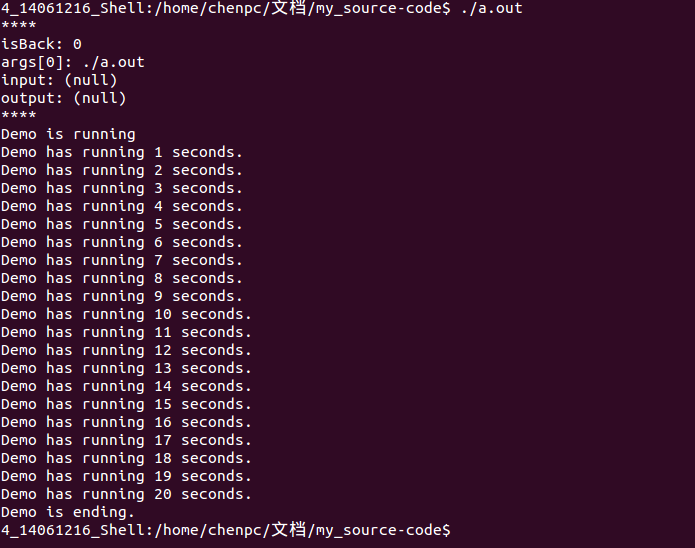 4_14061216_Shell:/home/chenpc/文档/my_source-code$ ./a.out
****
isBack: 0
args[0]: ./a.out
input: (null)
output: (null)
****
Demo is running
Demo has running 1 seconds.
Demo has running 2 seconds.
Demo has running 3 seconds.
Demo has running 4 seconds.
Demo has running 5 seconds.
Demo has running 6 seconds.
Demo has running 7 seconds.
Demo has running 8 seconds.
Demo has running 9 seconds.
Demo has running 10 seconds.
Demo has running 11 seconds.
Demo has running 12 seconds.
Demo has running 13 seconds.
Demo has running 14 seconds.
Demo has running 15 seconds.
Demo has running 16 seconds.
Demo has running 17 seconds.
Demo has running 18 seconds.
Demo has running 19 seconds.
Demo has running 20 seconds.
Demo is ending.
4_14061216_Shell:/home/chenpc/文档/my_source-code$